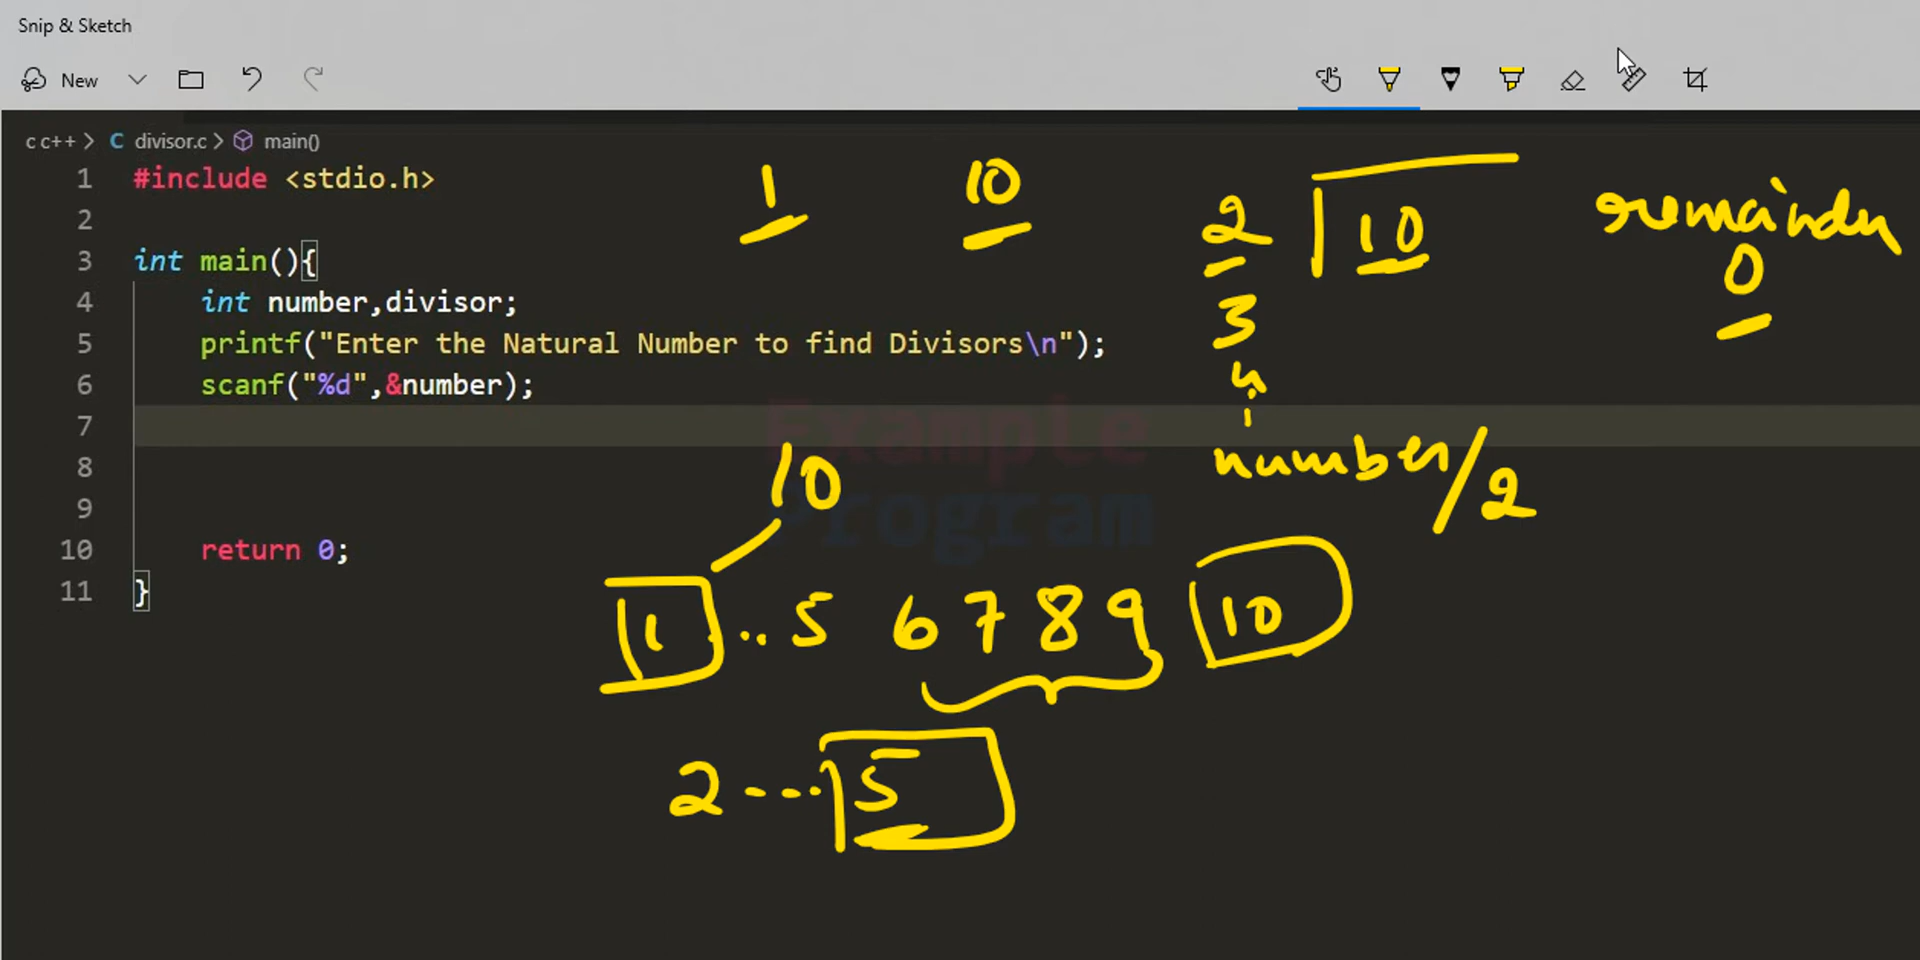 Snip & Sketch
New
c c++ > C divisor.c > main()
1 #include <stdio.h>
2
3 int main(){
4 int number,divisor;
5 printf("Enter the Natural Number to find Divisors\n");
6 scanf("%d",&number);
7
8
9
10 return 0;
11 }
1 10 2 10 remainder
0
3
4
number/2
Example
Program
10
1 .. 5 6 7 8 9 10
2 --- 5